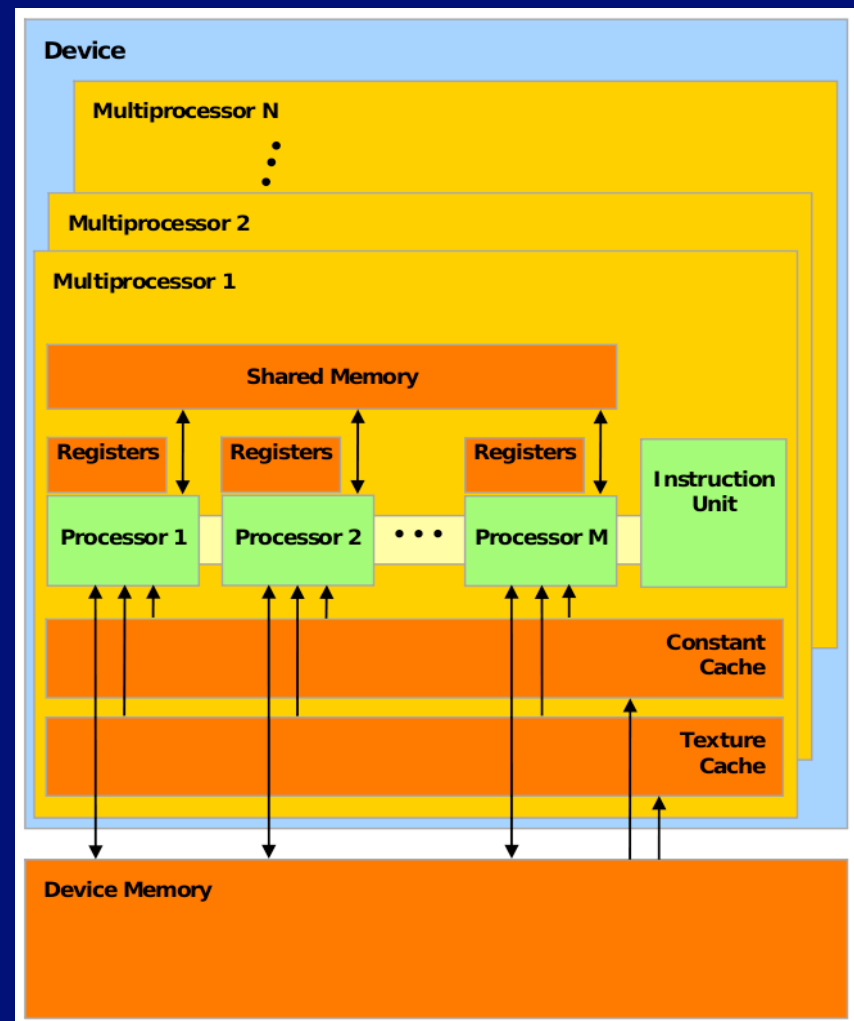 Device
Multiprocessor N
Multiprocessor 2
Multiprocessor 1
Shared Memory
Registers
Registers
Registers
Instruction
Unit
Processor 1
Processor 2
• • •
Processor M
Constant
Cache
Texture
Cache
Device Memory